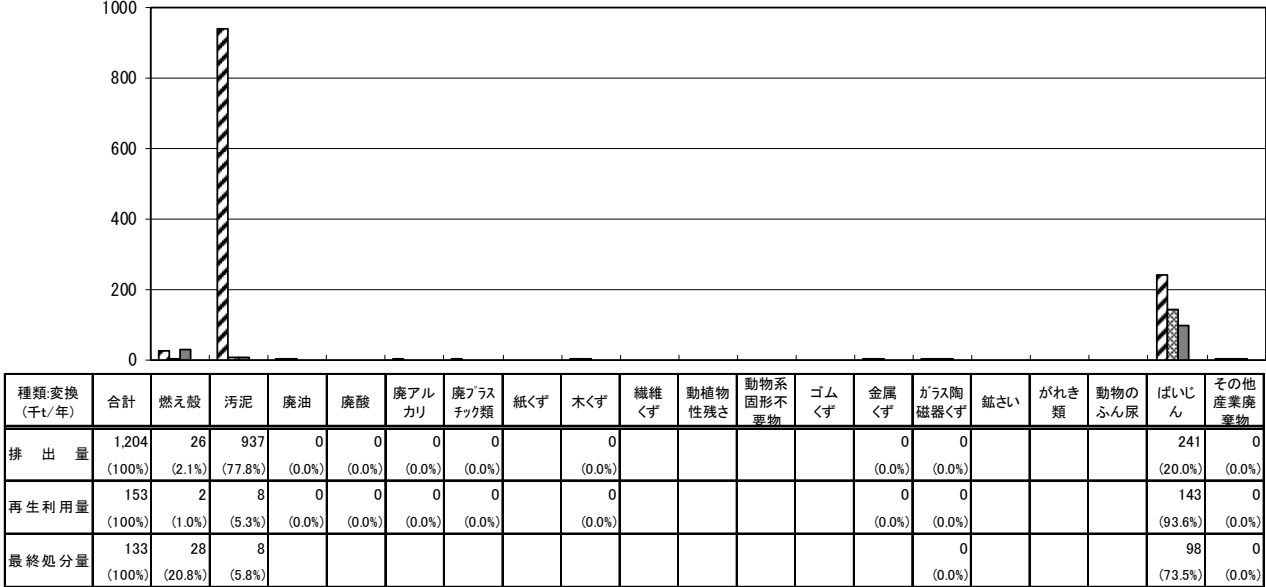 1000
800
600
400
200
0
種類:変換 (千t/年) 合計 燃え殻 汚泥 廃油 廃酸 廃アルカリ 廃プラスチック類 紙くず 木くず 繊維くず 動植物性残さ 動物系固形不要物 ゴムくず 金属くず ガラス陶磁器くず 鉱さい がれき類 動物のふん尿 ばいじん その他産業廃棄物
排出量 1,204 26 937 0 0 0 0 0 0 0 241 0
(100%) (2.1%) (77.8%) (0.0%) (0.0%) (0.0%) (0.0%) (0.0%) (0.0%) (0.0%) (20.0%) (0.0%)
再生利用量 153 2 8 0 0 0 0 0 0 0 143 0
(100%) (1.0%) (5.3%) (0.0%) (0.0%) (0.0%) (0.0%) (0.0%) (0.0%) (0.0%) (93.6%) (0.0%)
最終処分量 133 28 8 0 98 0
(100%) (20.8%) (5.8%) (0.0%) (73.5%) (0.0%)